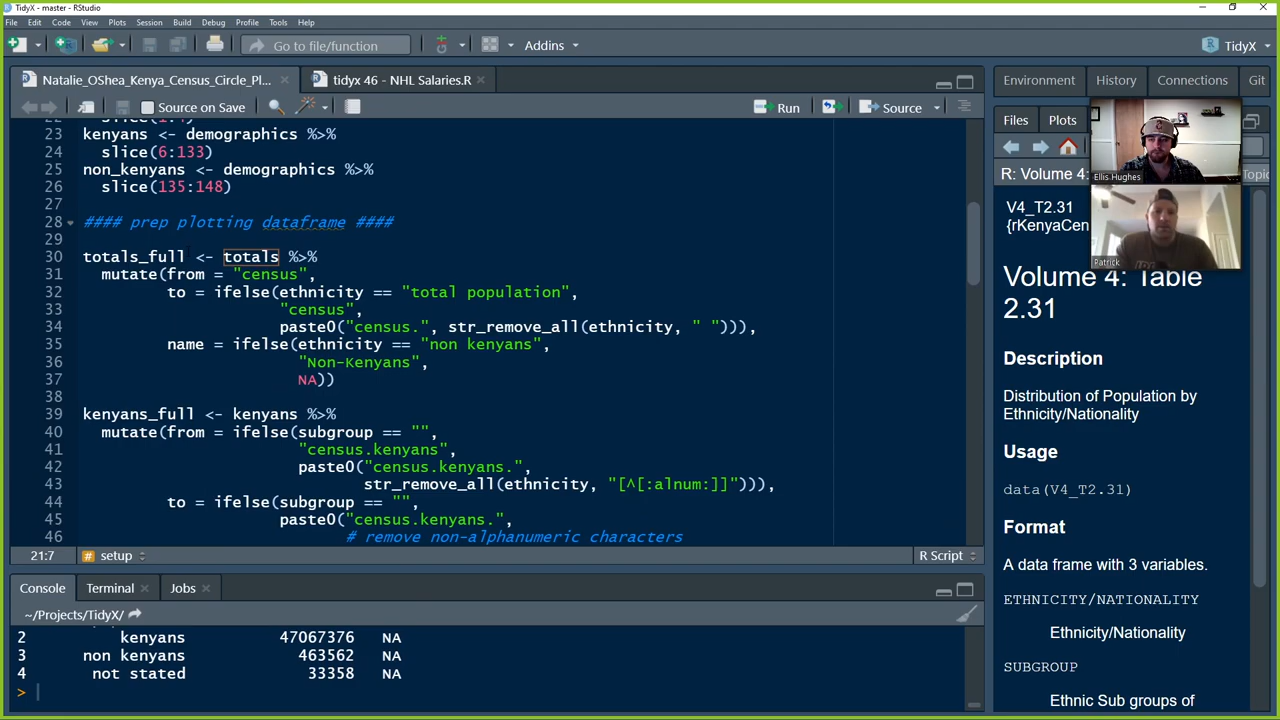 TidyX - master - RStudio
File Edit Code View Plots Session Build Debug Profile Tools Help
Go to file/function Addins TidyX
Natalie_OShea_Kenya_Census_Circle_Pl... tidyx 46 - NHL Salaries.R
Source on Save Run Source
23 kenyans <- demographics %>%
24 slice(6:133)
25 non_kenyans <- demographics %>%
26 slice(135:148)
27
28 #### prep plotting dataframe ####
29
30 totals_full <- totals %>%
31 mutate(from = "census",
32 to = ifelse(ethnicity == "total population",
33 "census",
34 paste0("census.", str_remove_all(ethnicity, " "))),
35 name = ifelse(ethnicity == "non kenyans",
36 "Non-Kenyans",
37 NA))
38
39 kenyans_full <- kenyans %>%
40 mutate(from = ifelse(subgroup == "",
41 "census.kenyans",
42 paste0("census.kenyans.",
43 str_remove_all(ethnicity, "[^[:alnum:]]"))),
44 to = ifelse(subgroup == "",
45 paste0("census.kenyans.",
46 # remove non-alphanumeric characters
21:7 setup R Script
Console Terminal Jobs
~/Projects/TidyX/
2 kenyans 47067376 NA
3 non kenyans 463562 NA
4 not stated 33358 NA
>
Environment History Connections Git
Files Plots
R: Volume 4: Topic
Ellis Hughes
Patrick
V4_T2.31
{rKenyaCen
Volume 4: Table
2.31
Description
Distribution of Population by
Ethnicity/Nationality
Usage
data(V4_T2.31)
Format
A data frame with 3 variables.
ETHNICITY/NATIONALITY
Ethnicity/Nationality
SUBGROUP
Ethnic Sub groups of